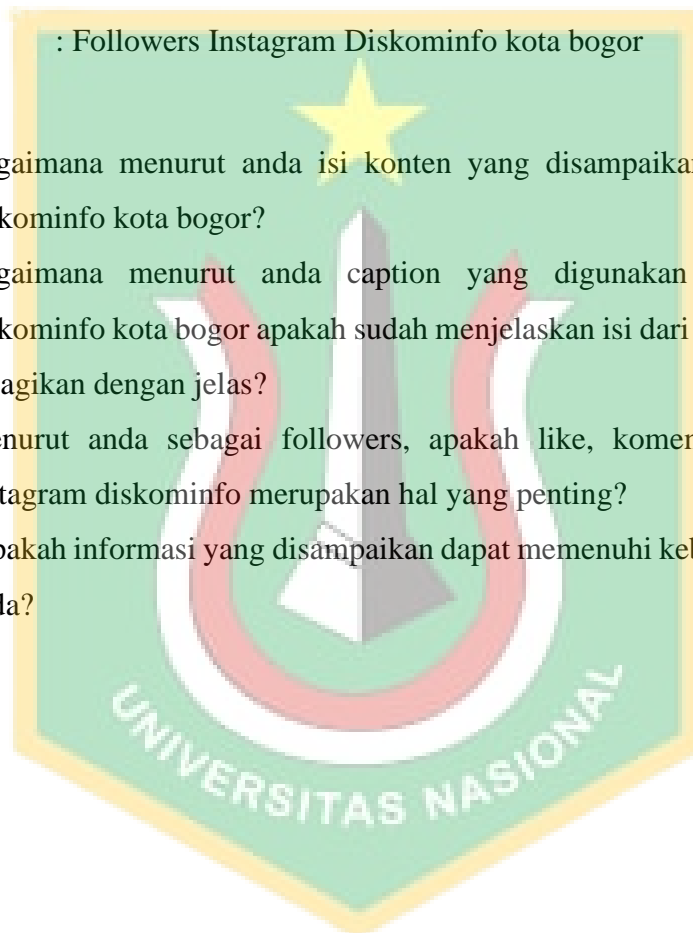 : Followers Instagram Diskominfo kota bogor
gaimana menurut anda isi konten yang disampaikan
kominfo kota bogor?
gaimana menurut anda caption yang digunakan
kominfo kota bogor apakah sudah menjelaskan isi dari
agikan dengan jelas?
enurut anda sebagai followers, apakah like, komen
tagram diskominfo merupakan hal yang penting?
pakah informasi yang disampaikan dapat memenuhi keb
da?
UNIVERSITAS NASIONAL